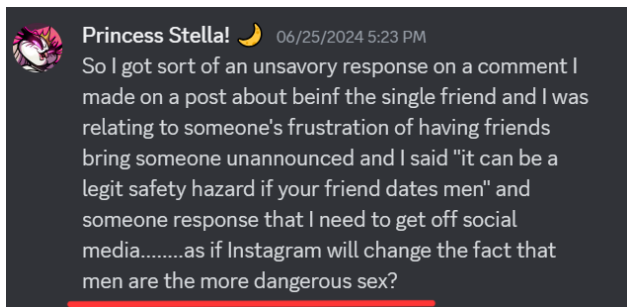 Princess Stella! 🌙 06/25/2024 5:23 PM
So I got sort of an unsavory response on a comment I
made on a post about beinf the single friend and I was
relating to someone's frustration of having friends
bring someone unannounced and I said "it can be a
legit safety hazard if your friend dates men" and
someone response that I need to get off social
media........as if Instagram will change the fact that
men are the more dangerous sex?